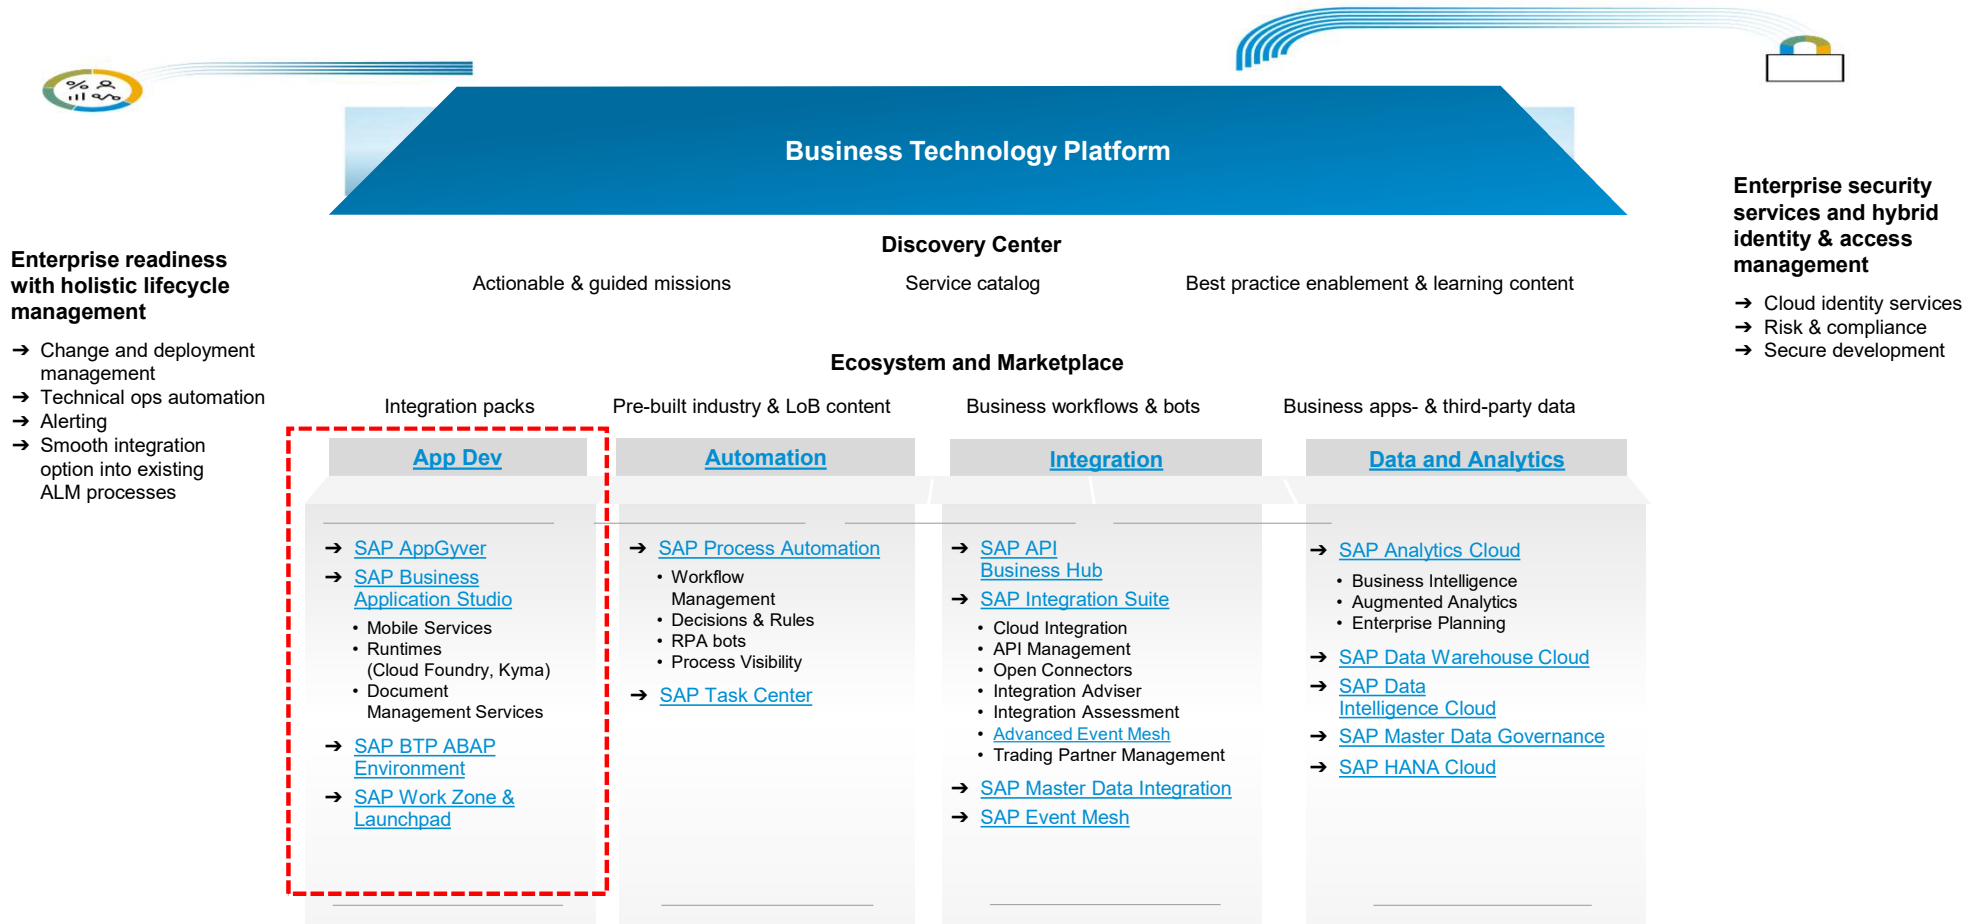 Business Technology Platform
Enterprise readiness
with holistic lifecycle
management
➔ Change and deployment
management
➔ Technical ops automation
➔ Alerting
➔ Smooth integration
option into existing
ALM processes
Discovery Center
Actionable & guided missions
Service catalog
Best practice enablement & learning content
Ecosystem and Marketplace
Integration packs
Pre-built industry & LoB content
Business workflows & bots
Business apps- & third-party data
App Dev
➔ SAP AppGyver
➔ SAP Business
Application Studio
• Mobile Services
• Runtimes
(Cloud Foundry, Kyma)
• Document
Management Services
➔ SAP BTP ABAP
Environment
➔ SAP Work Zone &
Launchpad
Automation
➔ SAP Process Automation
• Workflow
Management
• Decisions & Rules
• RPA bots
• Process Visibility
➔ SAP Task Center
Integration
➔ SAP API
Business Hub
➔ SAP Integration Suite
• Cloud Integration
• API Management
• Open Connectors
• Integration Adviser
• Integration Assessment
• Advanced Event Mesh
• Trading Partner Management
➔ SAP Master Data Integration
➔ SAP Event Mesh
Data and Analytics
➔ SAP Analytics Cloud
• Business Intelligence
• Augmented Analytics
• Enterprise Planning
➔ SAP Data Warehouse Cloud
➔ SAP Data
Intelligence Cloud
➔ SAP Master Data Governance
➔ SAP HANA Cloud
Enterprise security
services and hybrid
identity & access
management
➔ Cloud identity services
➔ Risk & compliance
➔ Secure development